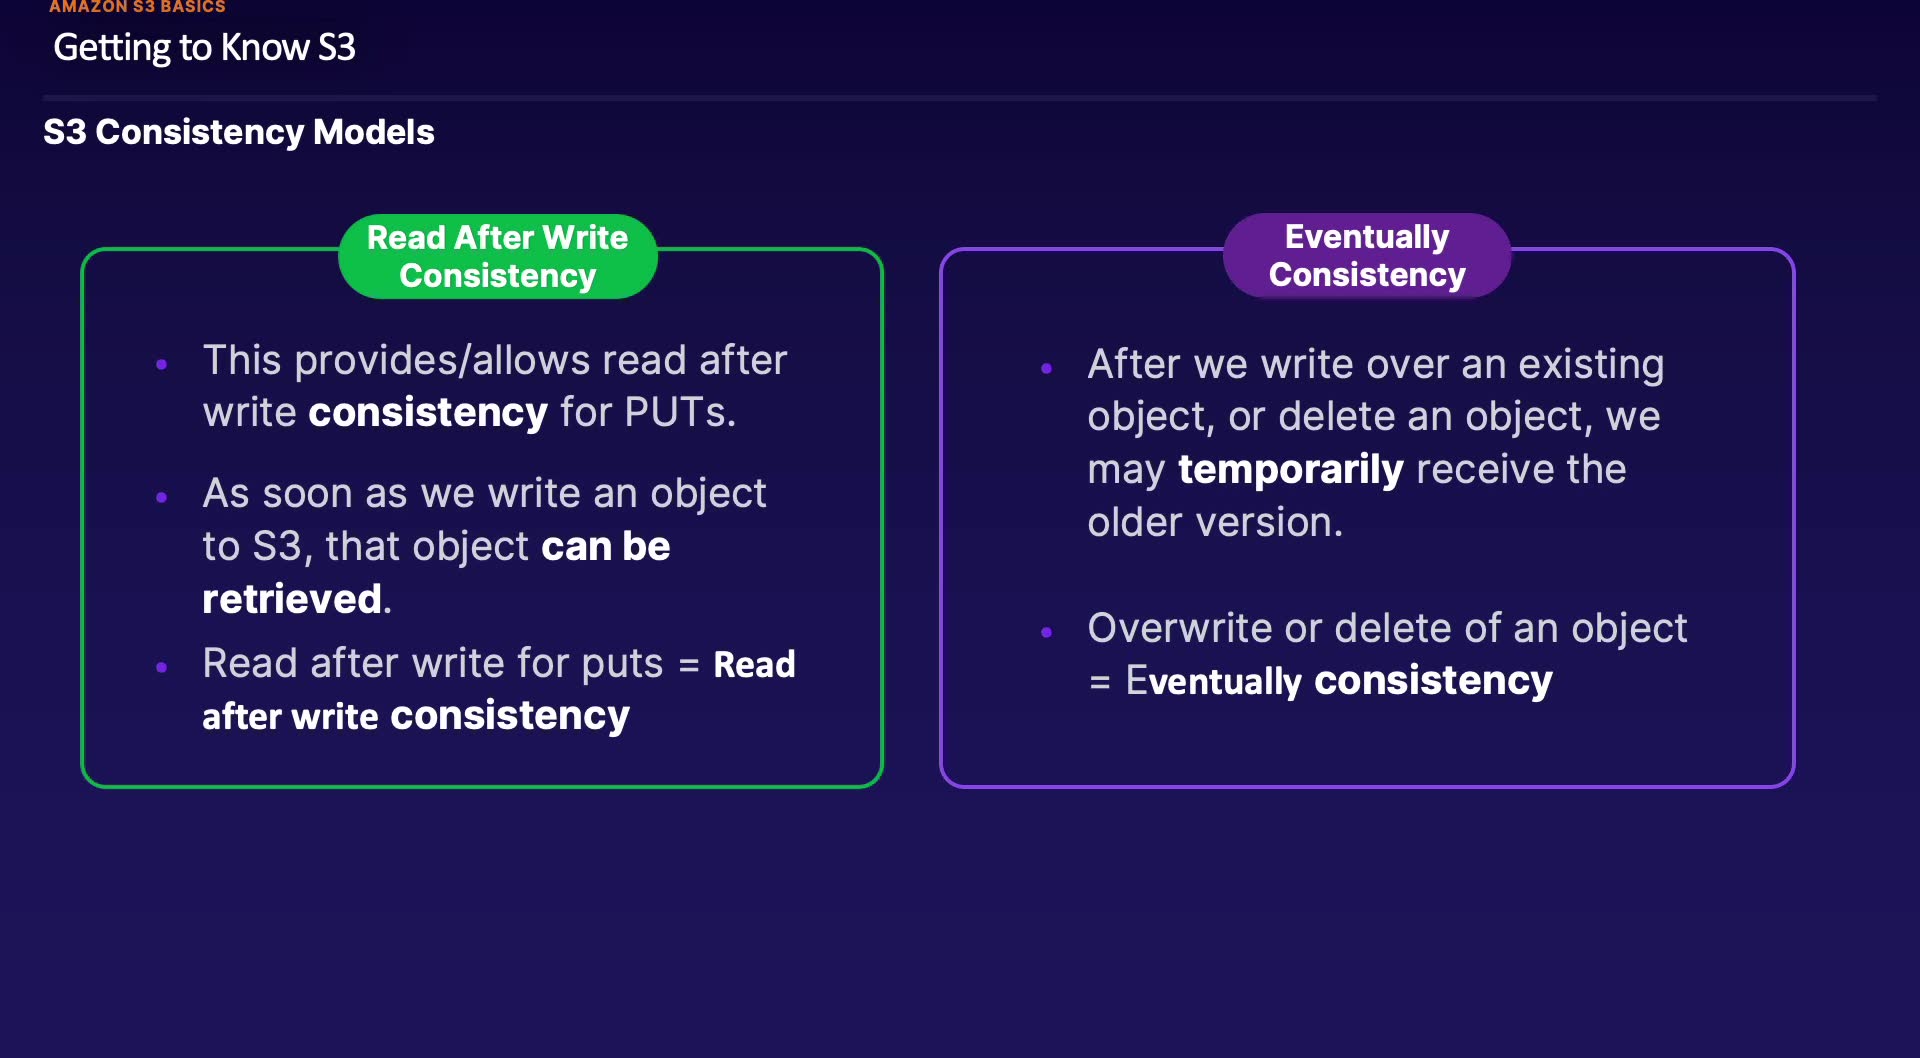 AMAZON S3 BASICS
Getting to Know S3
S3 Consistency Models
Read After Write
Consistency
• This provides/allows read after
write consistency for PUTs.
• As soon as we write an object
to S3, that object can be
retrieved.
• Read after write for puts = Read
after write consistency
Eventually
Consistency
• After we write over an existing
object, or delete an object, we
may temporarily receive the
older version.
• Overwrite or delete of an object
= Eventually consistency